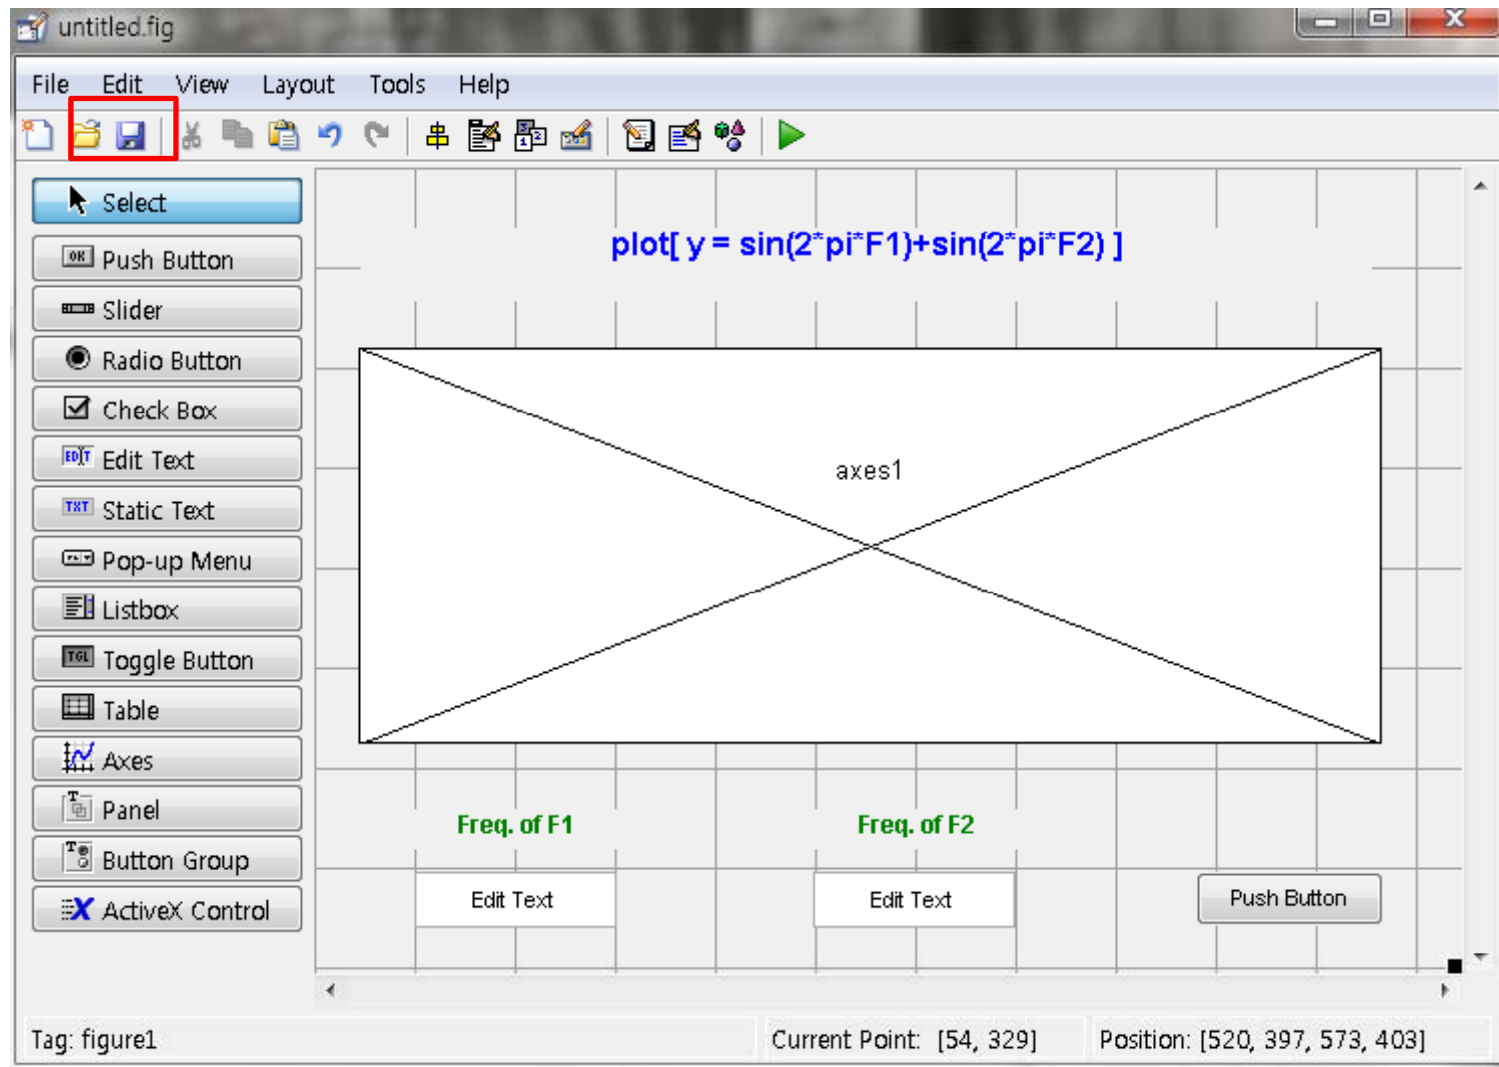 untitled.fig
File Edit View Layout Tools Help
Select
Push Button
Slider
Radio Button
Check Box
Edit Text
Static Text
Pop-up Menu
Listbox
Toggle Button
Table
Axes
Panel
Button Group
ActiveX Control
plot[ y = sin(2*pi*F1)+sin(2*pi*F2) ]
axes1
Freq. of F1 Freq. of F2
Edit Text Edit Text Push Button
Tag: figure1 Current Point: [54, 329] Position: [520, 397, 573, 403]